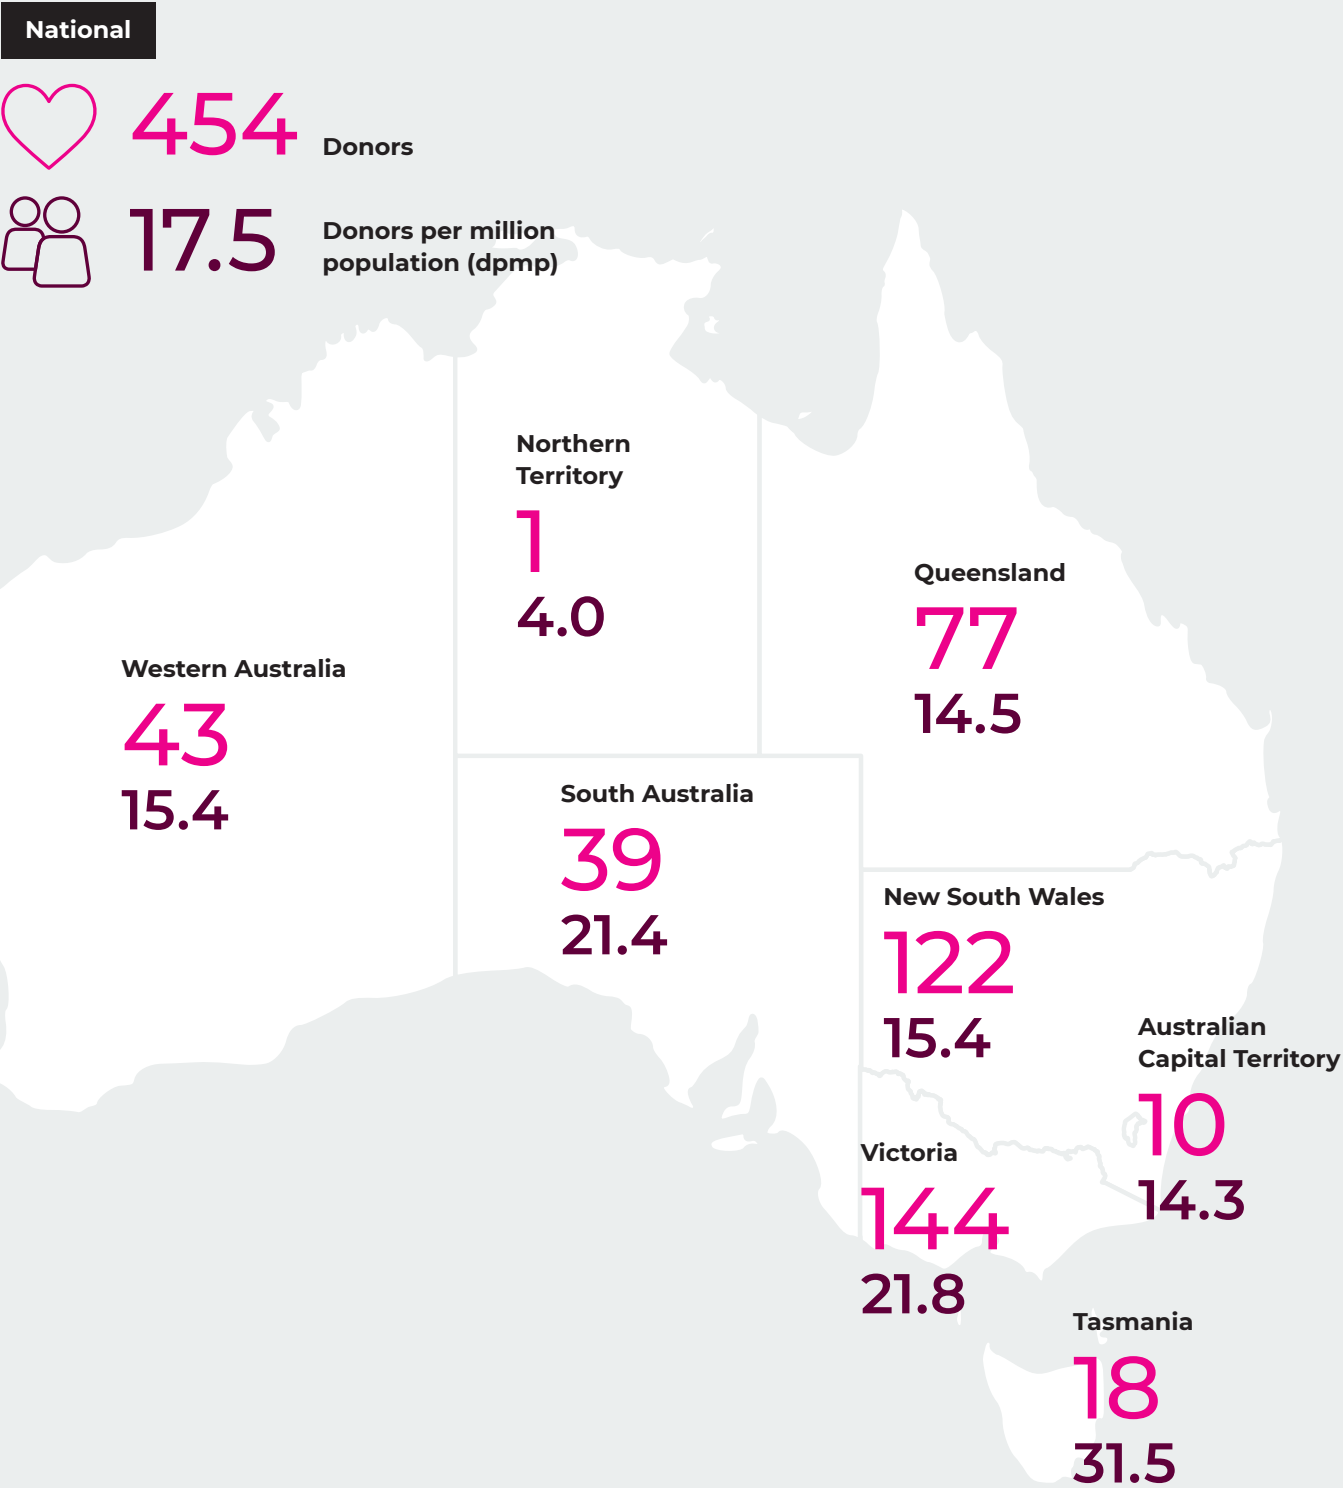 National
454 Donors
17.5 Donors per million
population (dpmp)
Northern
Territory
1
4.0
Queensland
77
14.5
Western Australia
43
15.4
South Australia
39
21.4
New South Wales
122
15.4
Australian
Capital Territory
10
14.3
Victoria
144
21.8
Tasmania
18
31.5